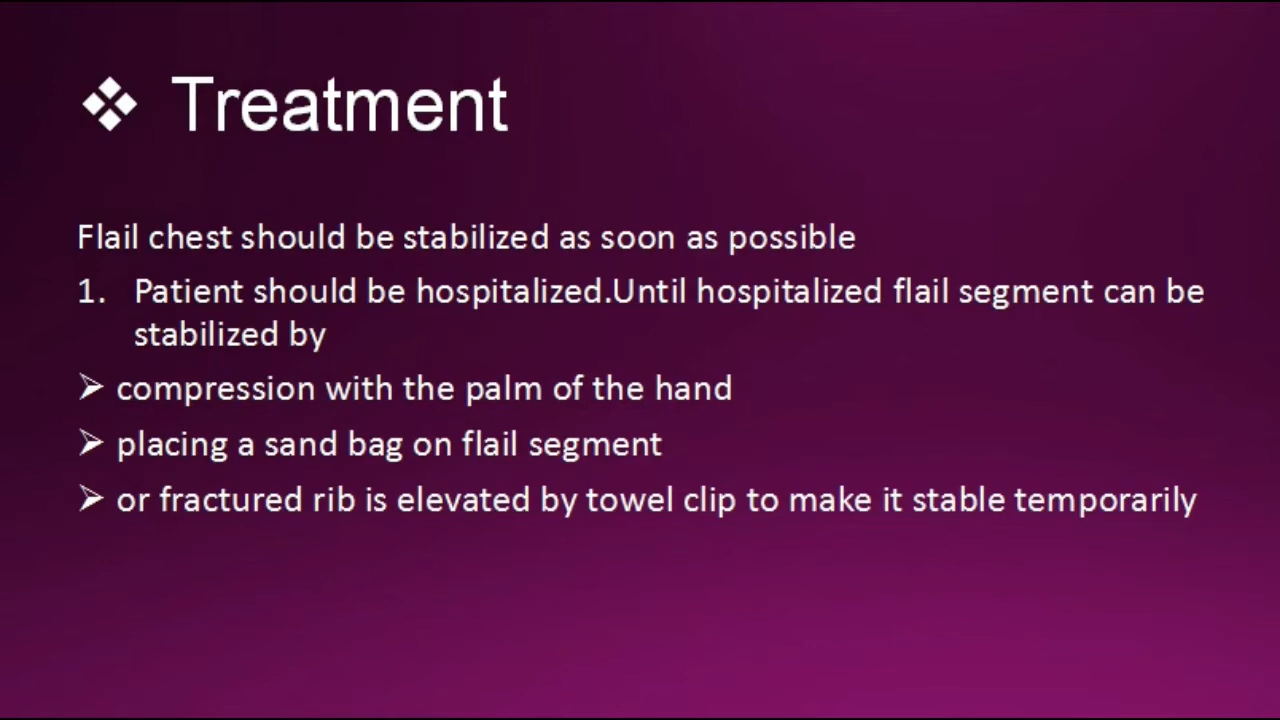 ❖ Treatment
Flail chest should be stabilized as soon as possible
1. Patient should be hospitalized.Until hospitalized flail segment can be
stabilized by
➢ compression with the palm of the hand
➢ placing a sand bag on flail segment
➢ or fractured rib is elevated by towel clip to make it stable temporarily